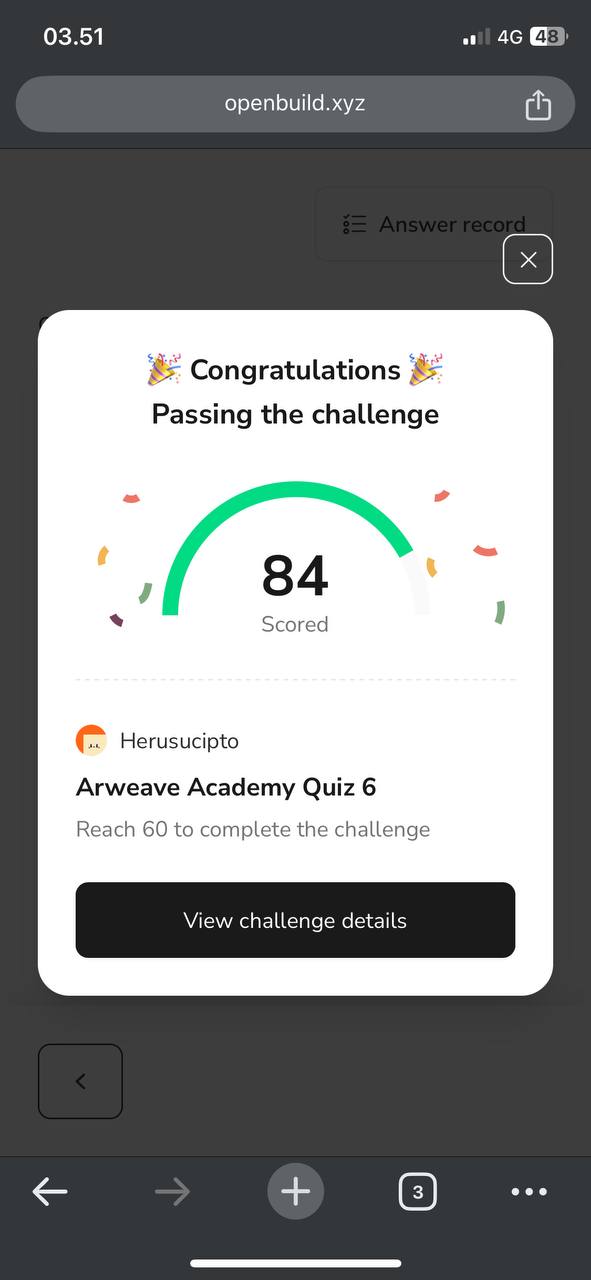 03.51
4G 48
openbuild.xyz
Answer record
🎉 Congratulations 🎉
Passing the challenge
84
Scored
Herusucipto
Arweave Academy Quiz 6
Reach 60 to complete the challenge
View challenge details
3